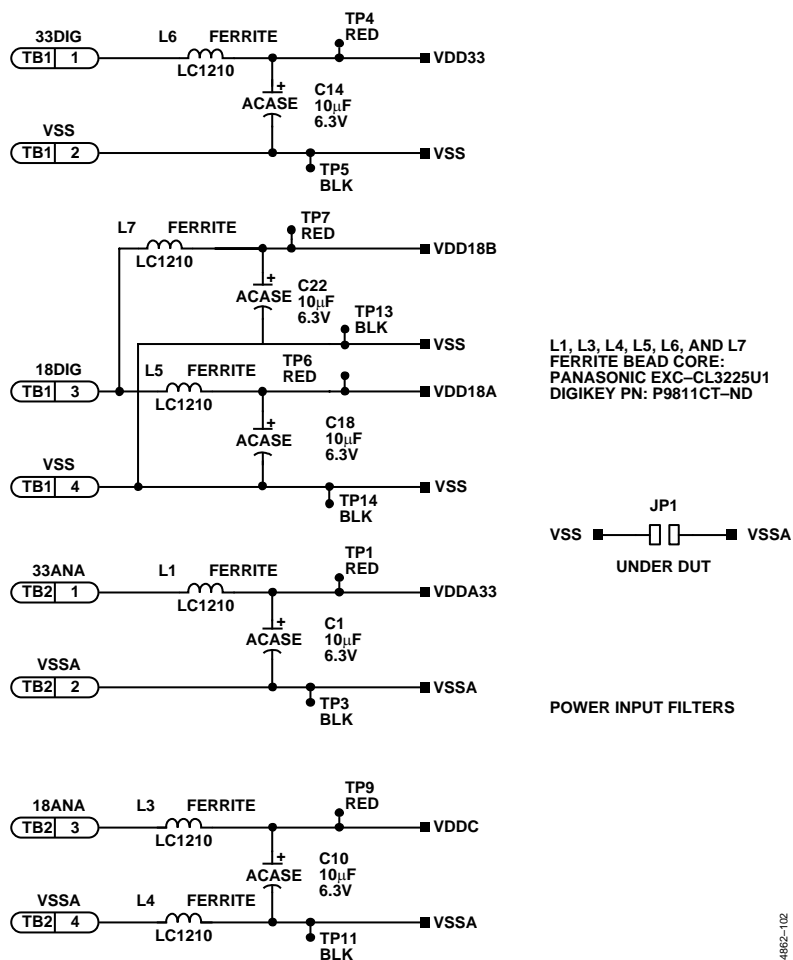 33DIG
TB1 1
L6 FERRITE
LC1210
TP4
RED
VDD33
+
ACASE
C14
10μF
6.3V
VSS
TB1 2
TP5
BLK
VSS
L7 FERRITE
LC1210
TP7
RED
VDD18B
+
ACASE
C22
10μF
6.3V
TP13
BLK
VSS
18DIG
TB1 3
L5 FERRITE
LC1210
TP6
RED
VDD18A
+
ACASE
C18
10μF
6.3V
VSS
TB1 4
TP14
BLK
VSS
33ANA
TB2 1
L1 FERRITE
LC1210
TP1
RED
VDDA33
+
ACASE
C1
10μF
6.3V
VSSA
TB2 2
TP3
BLK
VSSA
18ANA
TB2 3
L3 FERRITE
LC1210
TP9
RED
VDDC
+
ACASE
C10
10μF
6.3V
VSSA
TB2 4
L4 FERRITE
LC1210
TP11
BLK
VSSA
L1, L3, L4, L5, L6, AND L7
FERRITE BEAD CORE:
PANASONIC EXC–CL3225U1
DIGIKEY PN: P9811CT–ND
JP1
VSS VSSA
UNDER DUT
POWER INPUT FILTERS
4862–102